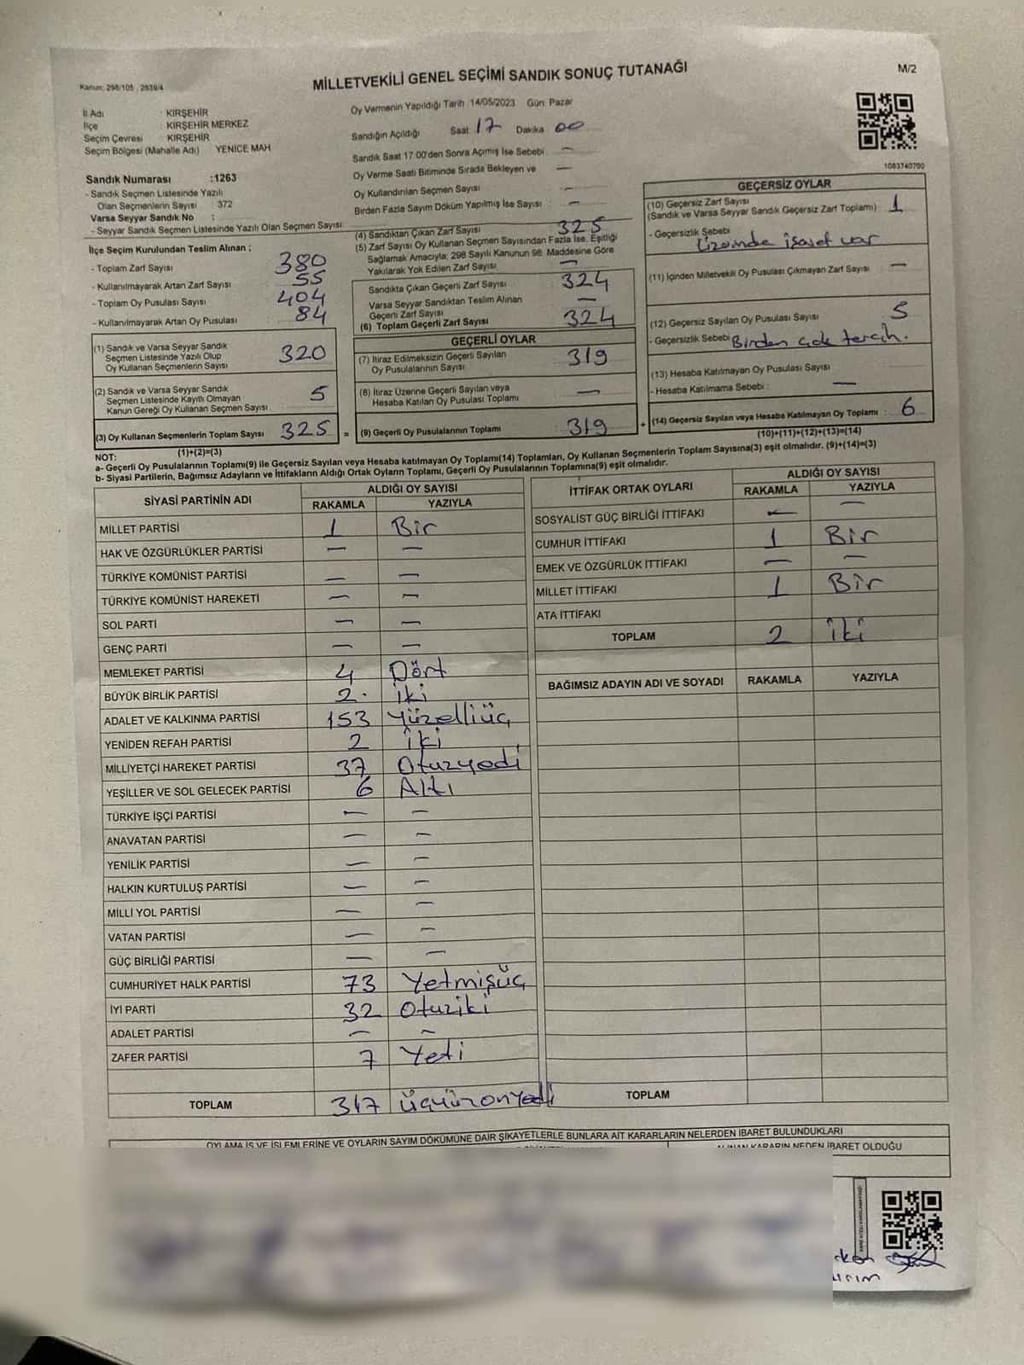 Kanun: 298/105, 2839/4
MİLLETVEKİLİ GENEL SEÇİMİ SANDIK SONUÇ TUTANAĞI
M/2
İl Adı : KIRŞEHİR
İlçe : KIRŞEHİR MERKEZ
Seçim Çevresi : KIRŞEHİR
Seçim Bölgesi (Mahalle Adı) YENİCE MAH
Sandık Numarası :1263
- Sandık Seçmen Listesinde Yazılı
Olan Seçmenlerin Sayısı : 372
Varsa Seyyar Sandık No :
- Seyyar Sandık Seçmen Listesinde Yazılı Olan Seçmen Sayısı
Oy Vermenin Yapıldığı Tarih 14/05/2023 Gün: Pazar
Sandığın Açıldığı Saat 17 Dakika 00
Sandık Saat 17:00'den Sonra Açılmış İse Sebebi : —
Oy Verme Saati Bitiminde Sırada Bekleyen ve —
Oy Kullandırılan Seçmen Sayısı —
Birden Fazla Sayım Döküm Yapılmış İse Sayısı : —
1083740700
İlçe Seçim Kurulundan Teslim Alınan ;
- Toplam Zarf Sayısı 380
- Kullanılmayarak Artan Zarf Sayısı 55
- Toplam Oy Pusulası Sayısı 404
- Kullanılmayarak Artan Oy Pusulası 84
(1) Sandık ve Varsa Seyyar Sandık
Seçmen Listesinde Yazılı Olup
Oy Kullanan Seçmenlerin Sayısı 320
(2) Sandık ve Varsa Seyyar Sandık
Seçmen Listesinde Kayıtlı Olmayan
Kanun Gereği Oy Kullanan Seçmen Sayısı 5
(3) Oy Kullanan Seçmenlerin Toplam Sayısı 325 =
(1)+(2)=(3)
(4) Sandıktan Çıkan Zarf Sayısı 325
(5) Zarf Sayısı Oy Kullanan Seçmen Sayısından Fazla İse, Eşitliği
Sağlamak Amacıyla; 298 Sayılı Kanunun 98. Maddesine Göre
Yakılarak Yok Edilen Zarf Sayısı —
Sandıkta Çıkan Geçerli Zarf Sayısı 324
Varsa Seyyar Sandıktan Teslim Alınan
Geçerli Zarf Sayısı —
(6) Toplam Geçerli Zarf Sayısı 324
GEÇERLİ OYLAR
(7) İtiraz Edilmeksizin Geçerli Sayılan
Oy Pusulalarının Sayısı 319
(8) İtiraz Üzerine Geçerli Sayılan veya
Hesaba Katılan Oy Pusulası Toplamı —
(9) Geçerli Oy Pusulalarının Toplamı 319 +
GEÇERSİZ OYLAR
(10) Geçersiz Zarf Sayısı
(Sandık ve Varsa Seyyar Sandık Geçersiz Zarf Toplamı) 1
- Geçersizlik Sebebi Üzerinde işaret var
(11) İçinden Milletvekili Oy Pusulası Çıkmayan Zarf Sayısı —
(12) Geçersiz Sayılan Oy Pusulası Sayısı 5
- Geçersizlik Sebebi Birden çok tercih.
(13) Hesaba Katılmayan Oy Pusulası Sayısı
- Hesaba Katılmama Sebebi : —
(14) Geçersiz Sayılan veya Hesaba Katılmayan Oy Toplamı : 6
(10)+(11)+(12)+(13)=(14)
NOT:
a- Geçerli Oy Pusulalarının Toplamı(9) ile Geçersiz Sayılan veya Hesaba katılmayan Oy Toplamı(14) Toplamları, Oy Kullanan Seçmenlerin Toplam Sayısına(3) eşit olmalıdır. (9)+(14)=(3)
b- Siyasi Partilerin, Bağımsız Adayların ve İttifakların Aldığı Ortak Oyların Toplamı, Geçerli Oy Pusulalarının Toplamına(9) eşit olmalıdır.
SİYASİ PARTİNİN ADI ALDIĞI OY SAYISI
RAKAMLA YAZIYLA
MİLLET PARTİSİ 1 Bir
HAK VE ÖZGÜRLÜKLER PARTİSİ — —
TÜRKİYE KOMÜNİST PARTİSİ — —
TÜRKİYE KOMÜNİST HAREKETİ — —
SOL PARTİ — —
GENÇ PARTİ — —
MEMLEKET PARTİSİ 4 Dört
BÜYÜK BİRLİK PARTİSİ 2. iki
ADALET VE KALKINMA PARTİSİ 153 Yüzelliüç
YENİDEN REFAH PARTİSİ 2 İki
MİLLİYETÇİ HAREKET PARTİSİ 37 Otuzyedi
YEŞİLLER VE SOL GELECEK PARTİSİ 6 Altı
TÜRKİYE İŞÇİ PARTİSİ — —
ANAVATAN PARTİSİ — —
YENİLİK PARTİSİ — —
HALKIN KURTULUŞ PARTİSİ — —
MİLLİ YOL PARTİSİ — —
VATAN PARTİSİ — —
GÜÇ BİRLİĞİ PARTİSİ — —
CUMHURİYET HALK PARTİSİ 73 Yetmişüç
İYİ PARTİ 32 Otuziki
ADALET PARTİSİ — —
ZAFER PARTİSİ 7 Yedi
TOPLAM 317 üçyüzonyedi
İTTİFAK ORTAK OYLARI ALDIĞI OY SAYISI
RAKAMLA YAZIYLA
SOSYALİST GÜÇ BİRLİĞİ İTTİFAKI — —
CUMHUR İTTİFAKI 1 Bir
EMEK VE ÖZGÜRLÜK İTTİFAKI — —
MİLLET İTTİFAKI 1 Bir
ATA İTTİFAKI
TOPLAM 2 İki
BAĞIMSIZ ADAYIN ADI VE SOYADI RAKAMLA YAZIYLA
TOPLAM
OYLAMA İŞ VE İŞLEMLERİNE VE OYLARIN SAYIM DÖKÜMÜNE DAİR ŞİKAYETLERLE BUNLARA AİT KARARLARIN NELERDEN İBARET BULUNDUKLARI
ALINAN KARARIN NEDEN İBARET OLDUĞU